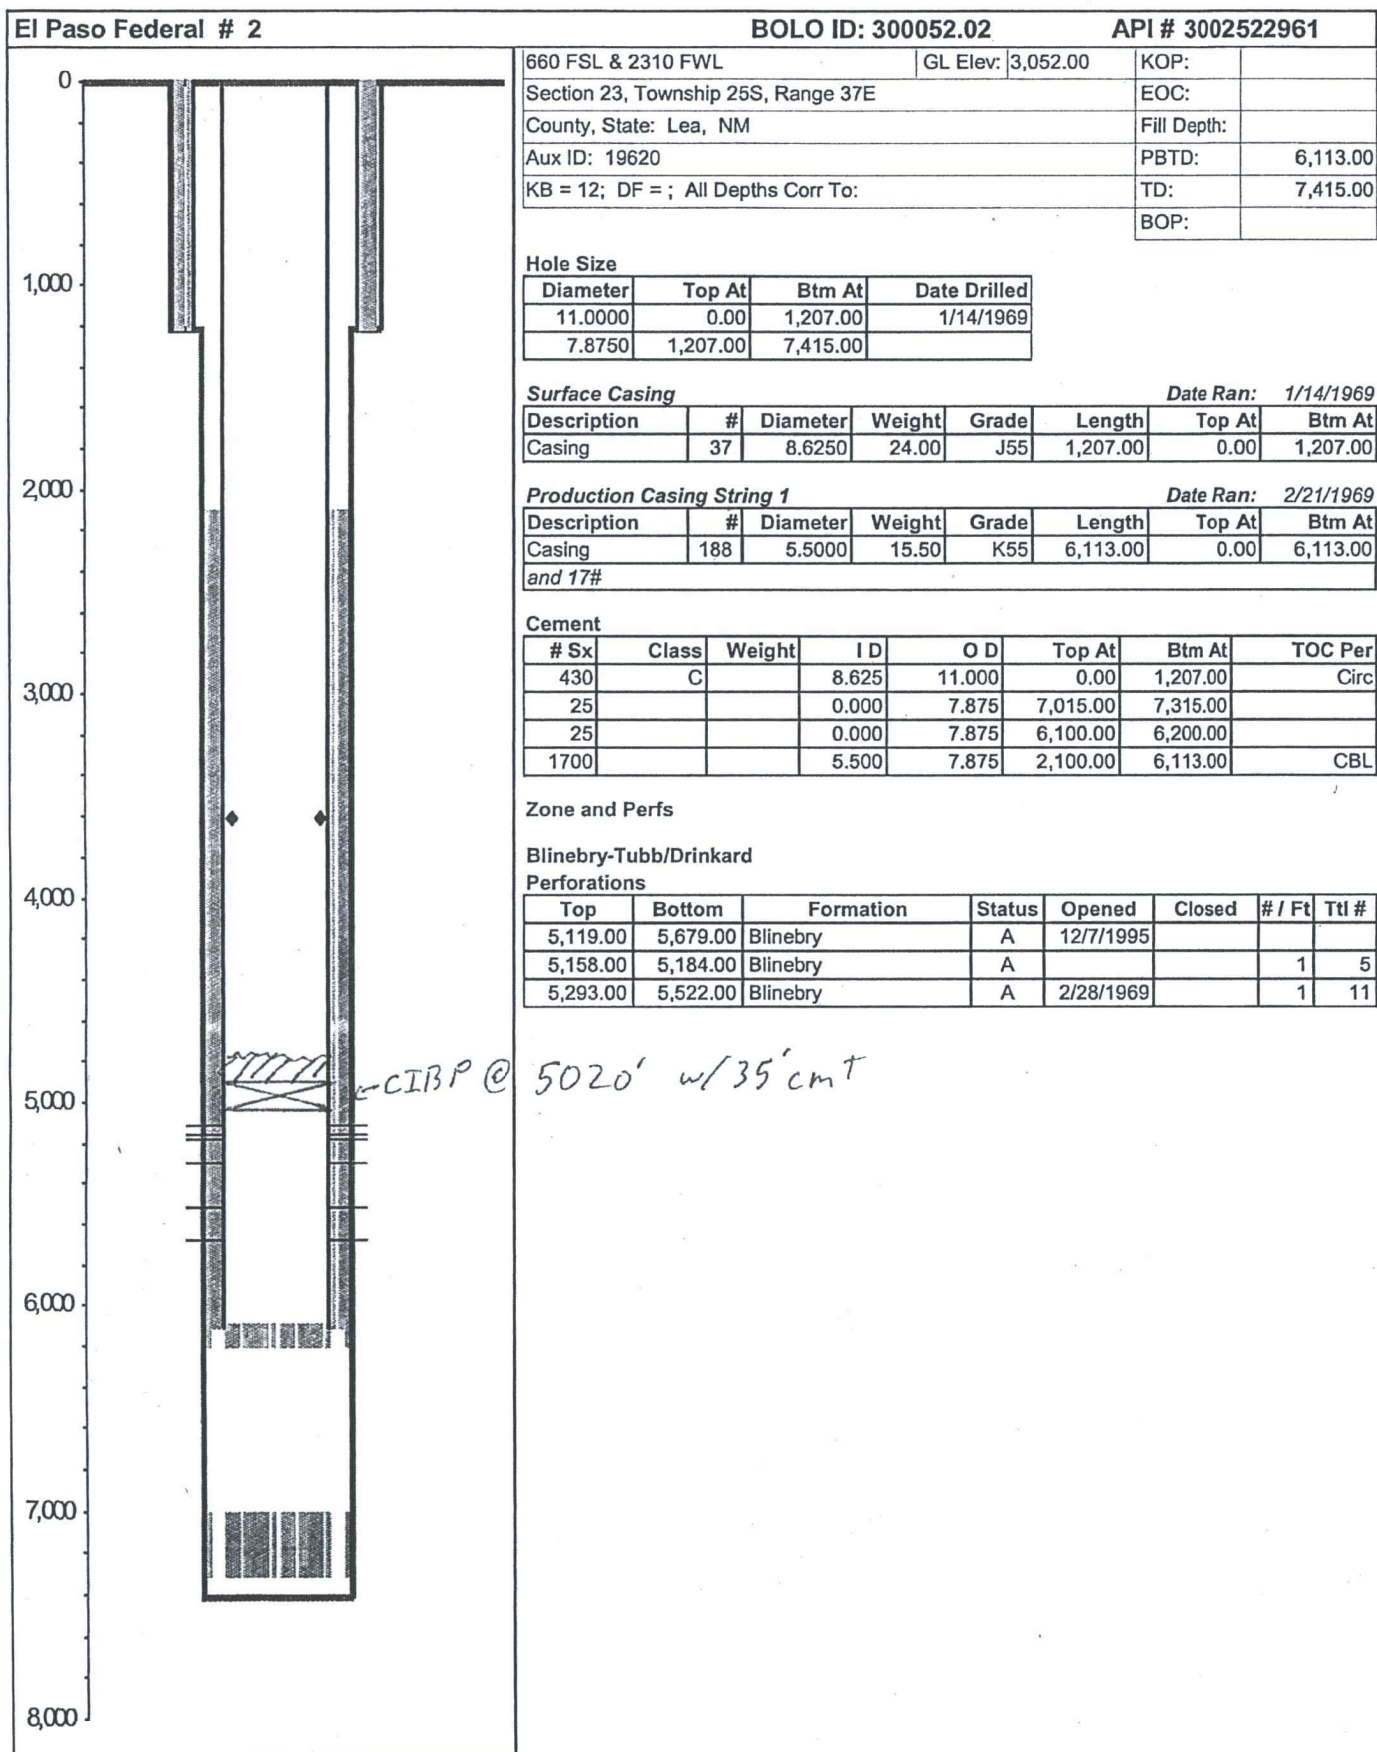 El Paso Federal # 2 BOLO ID: 300052.02 API # 3002522961
660 FSL & 2310 FWL GL Elev: 3,052.00 KOP:
Section 23, Township 25S, Range 37E EOC:
County, State: Lea, NM Fill Depth:
Aux ID: 19620 PBTD: 6,113.00
KB = 12; DF = ; All Depths Corr To: TD: 7,415.00
BOP:
Hole Size
Diameter Top At Btm At Date Drilled
11.0000 0.00 1,207.00 1/14/1969
7.8750 1,207.00 7,415.00
Surface Casing Date Ran: 1/14/1969
Description # Diameter Weight Grade Length Top At Btm At
Casing 37 8.6250 24.00 J55 1,207.00 0.00 1,207.00
Production Casing String 1 Date Ran: 2/21/1969
Description # Diameter Weight Grade Length Top At Btm At
Casing 188 5.5000 15.50 K55 6,113.00 0.00 6,113.00
and 17#
Cement
# Sx Class Weight I D O D Top At Btm At TOC Per
430 C 8.625 11.000 0.00 1,207.00 Circ
25 0.000 7.875 7,015.00 7,315.00
25 0.000 7.875 6,100.00 6,200.00
1700 5.500 7.875 2,100.00 6,113.00 CBL
Zone and Perfs
Blinebry-Tubb/Drinkard
Perforations
Top Bottom Formation Status Opened Closed # / Ft Ttl #
5,119.00 5,679.00 Blinebry A 12/7/1995
5,158.00 5,184.00 Blinebry A 1 5
5,293.00 5,522.00 Blinebry A 2/28/1969 1 11
CIBP @ 5020' w/35' cmt
0
1,000
2,000
3,000
4,000
5,000
6,000
7,000
8,000